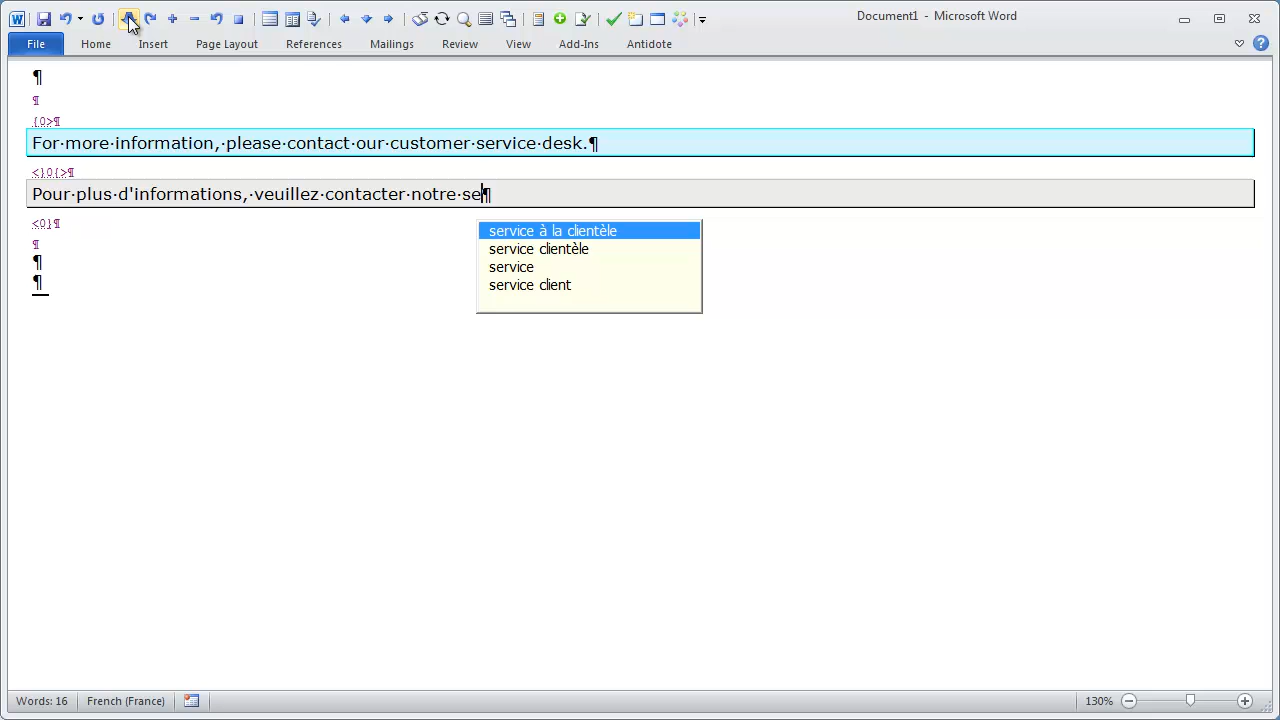 Document1 - Microsoft Word
File Home Insert Page Layout References Mailings Review View Add-Ins Antidote
¶
¶
{0>¶
For·more·information,·please·contact·our·customer·service·desk.¶
<}0{>¶
Pour·plus·d'informations,·veuillez·contacter·notre·se¶
<0}¶
service à la clientèle
service clientèle
service
service client
¶
¶
¶
Words: 16 French (France) 130%